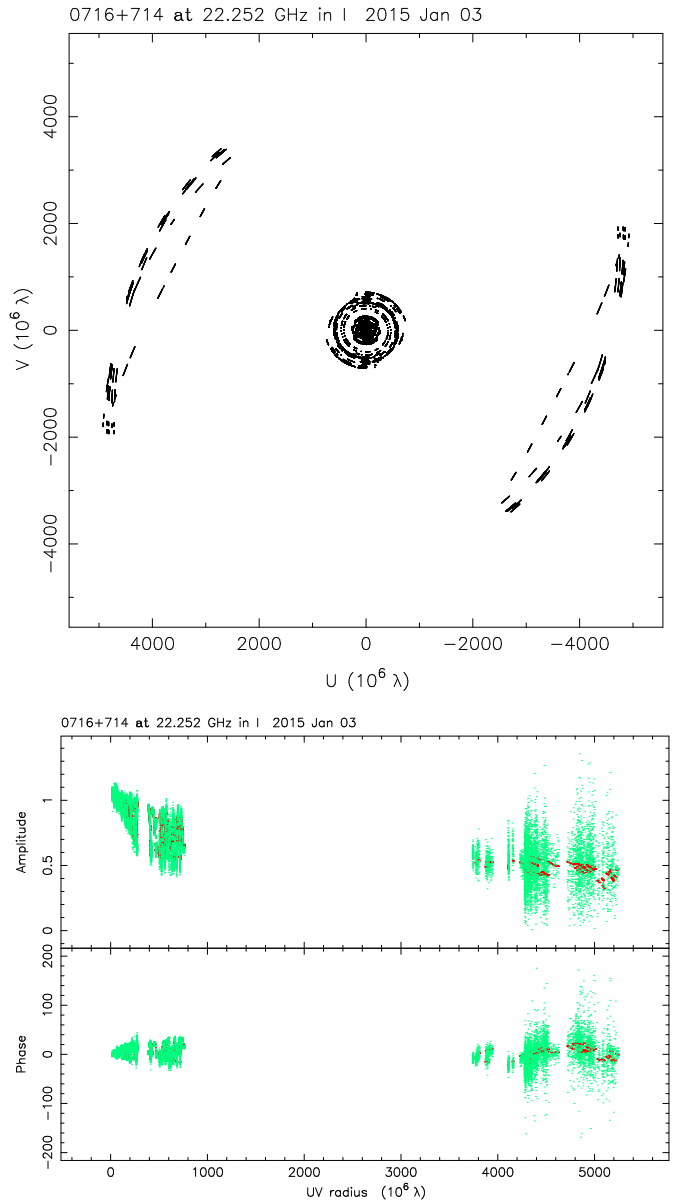 0716+714 at 22.252 GHz in I 2015 Jan 03
4000
2000
0
−2000
−4000
V (10⁶ λ)
4000 2000 0 −2000 −4000
U (10⁶ λ)
0716+714 at 22.252 GHz in I 2015 Jan 03
1
0.5
0
Amplitude
200
100
0
−100
−200
Phase
0 1000 2000 3000 4000 5000
UV radius (10⁶ λ)